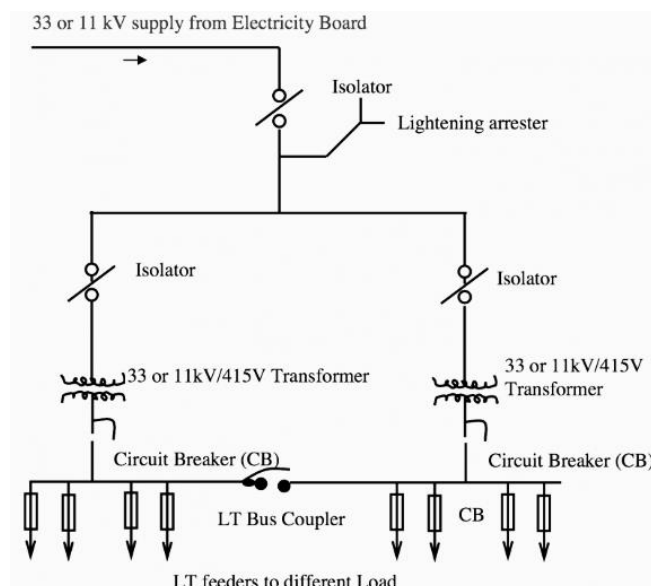 33 or 11 kV supply from Electricity Board
Isolator
Lightening arrester
Isolator
Isolator
33 or 11kV/415V Transformer
33 or 11kV/415V
Transformer
Circuit Breaker (CB)
Circuit Breaker (CB)
LT Bus Coupler
CB
LT feeders to different Load